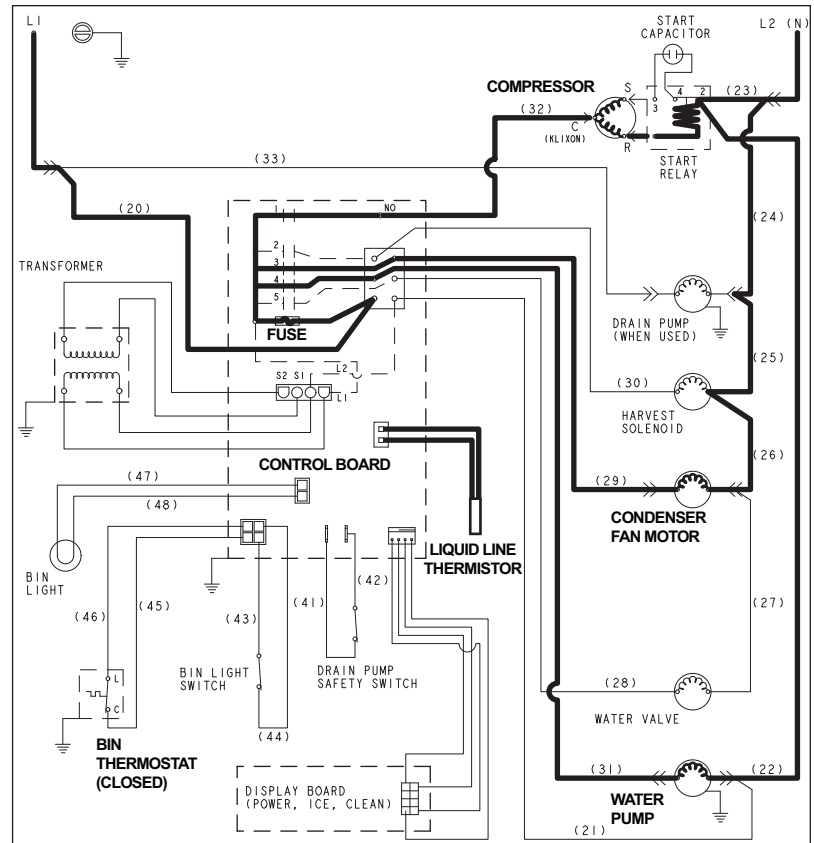 L1
START
CAPACITOR
L2 (N)
COMPRESSOR
S
4
2
(23)
3
(32)
C
(KLIXON)
R
START
RELAY
(33)
(20)
1
NO
(24)
2
3
4
5
TRANSFORMER
FUSE
DRAIN PUMP
(WHEN USED)
L2
S2 S1
L1
(25)
(30)
HARVEST
SOLENOID
CONTROL BOARD
(26)
(47)
(48)
(29)
CONDENSER
FAN MOTOR
LIQUID LINE
THERMISTOR
BIN
LIGHT
(46)
(45)
(43)
(41)
(42)
(27)
BIN LIGHT
SWITCH
DRAIN PUMP
SAFETY SWITCH
L
C
(28)
WATER VALVE
(44)
BIN
THERMOSTAT
(CLOSED)
DISPLAY BOARD
(POWER, ICE, CLEAN)
(31)
(22)
WATER
PUMP
(21)